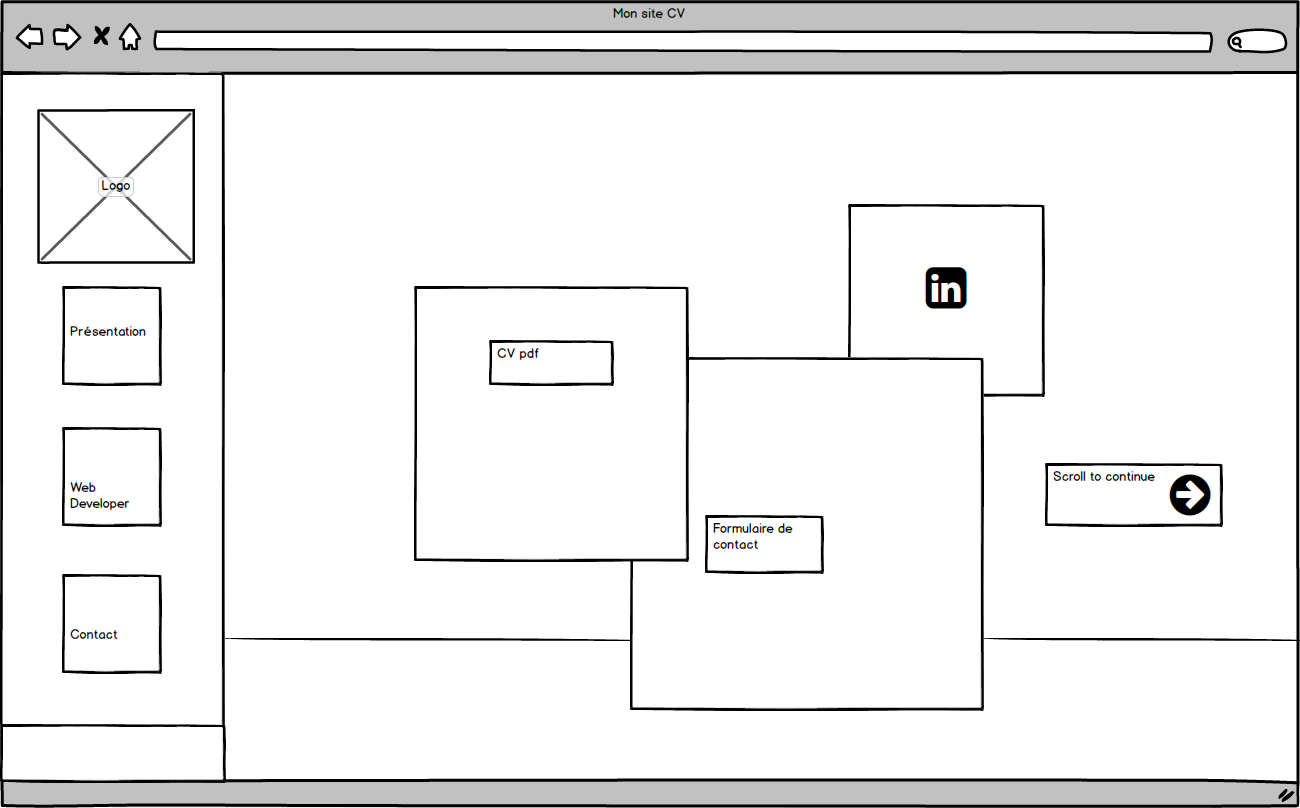 Mon site CV
Logo
Présentation
Web
Developer
Contact
in
CV pdf
Formulaire de
contact
Scroll to continue